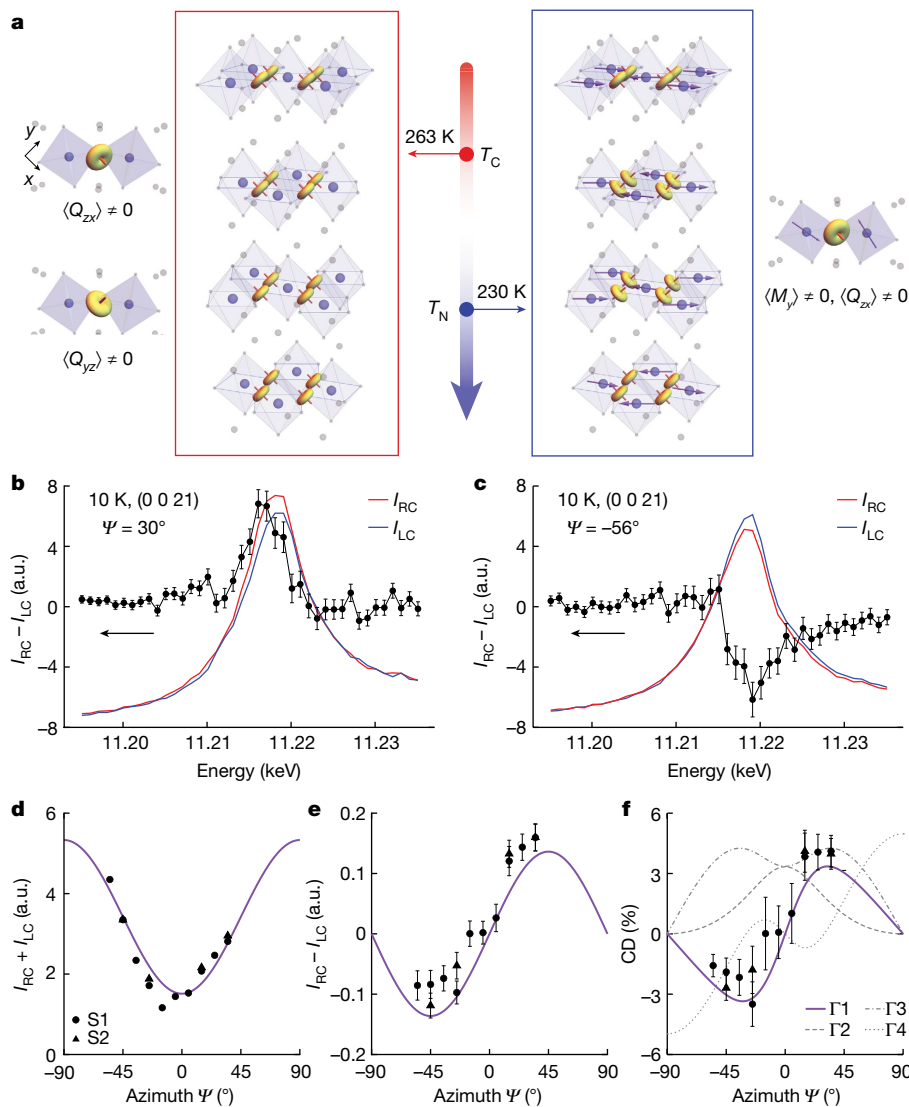 a
263 K
T_C
y
x
⟨Q_zx⟩ ≠ 0
T_N
230 K
⟨M_y⟩ ≠ 0, ⟨Q_zx⟩ ≠ 0
⟨Q_yz⟩ ≠ 0
b
10 K, (0 0 21)
Ψ = 30°
I_RC
I_LC
I_RC − I_LC (a.u.)
8
4
0
−4
−8
11.20
11.21
11.22
11.23
Energy (keV)
c
10 K, (0 0 21)
Ψ = −56°
I_RC
I_LC
I_RC − I_LC (a.u.)
8
4
0
−4
−8
11.20
11.21
11.22
11.23
Energy (keV)
d
I_RC + I_LC (a.u.)
6
4
2
0
S1
S2
−90
−45
0
45
90
Azimuth Ψ (°)
e
I_RC − I_LC (a.u.)
0.2
0.1
0
−0.1
−0.2
−90
−45
0
45
90
Azimuth Ψ (°)
f
CD (%)
6
3
0
−3
−6
Γ1
Γ3
Γ2
Γ4
−90
−45
0
45
90
Azimuth Ψ (°)